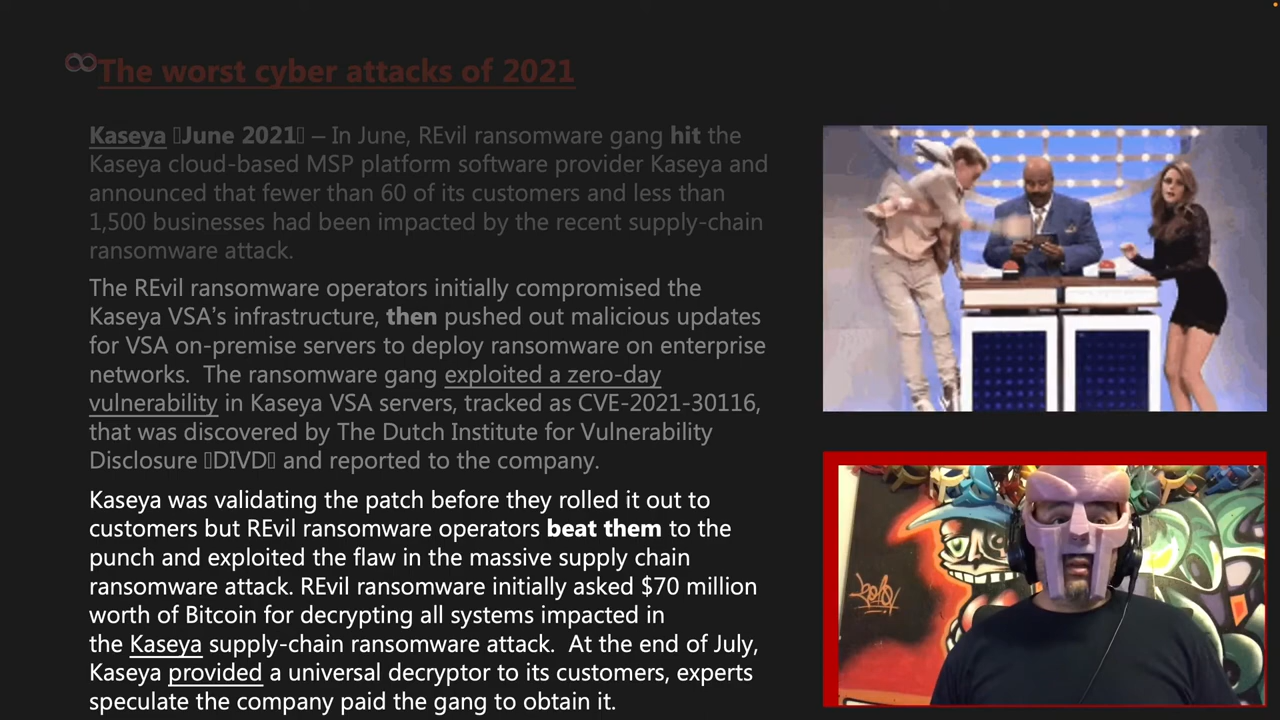 The worst cyber attacks of 2021
Kaseya (June 2021) – In June, REvil ransomware gang hit the
Kaseya cloud-based MSP platform software provider Kaseya and
announced that fewer than 60 of its customers and less than
1,500 businesses had been impacted by the recent supply-chain
ransomware attack.
The REvil ransomware operators initially compromised the
Kaseya VSA’s infrastructure, then pushed out malicious updates
for VSA on-premise servers to deploy ransomware on enterprise
networks. The ransomware gang exploited a zero-day
vulnerability in Kaseya VSA servers, tracked as CVE-2021-30116,
that was discovered by The Dutch Institute for Vulnerability
Disclosure (DIVD) and reported to the company.
Kaseya was validating the patch before they rolled it out to
customers but REvil ransomware operators beat them to the
punch and exploited the flaw in the massive supply chain
ransomware attack. REvil ransomware initially asked $70 million
worth of Bitcoin for decrypting all systems impacted in
the Kaseya supply-chain ransomware attack. At the end of July,
Kaseya provided a universal decryptor to its customers, experts
speculate the company paid the gang to obtain it.